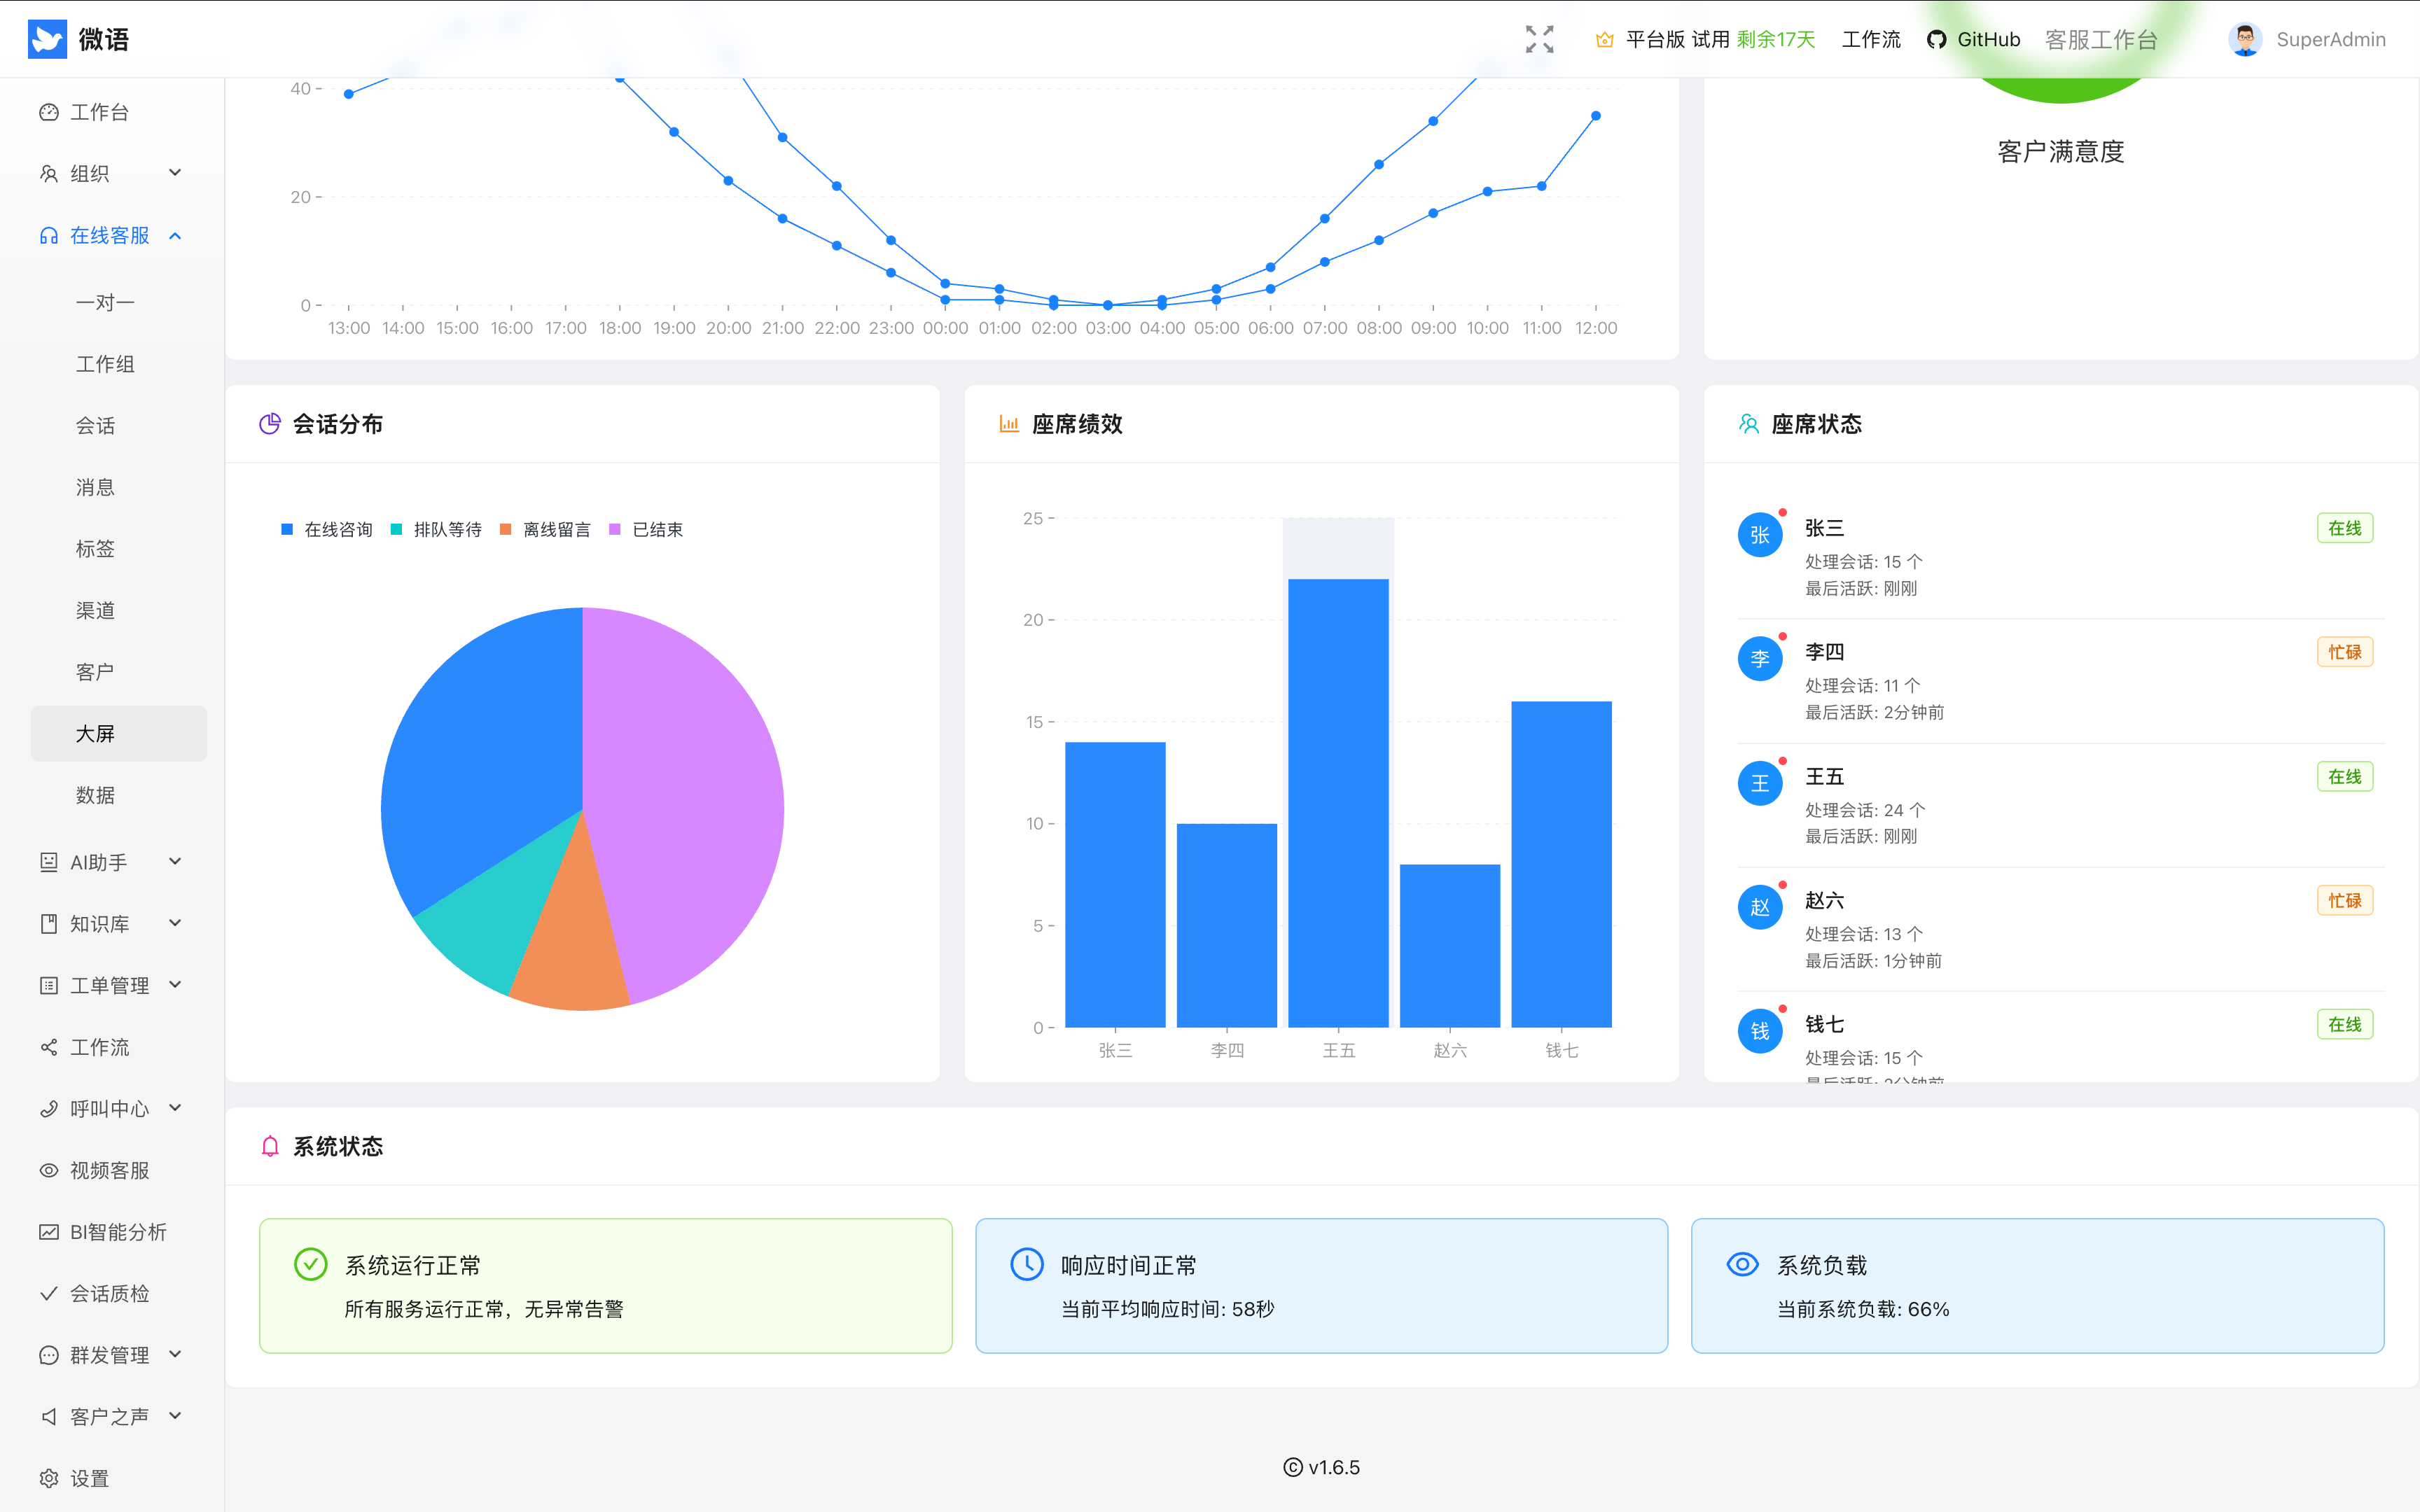 微语
平台版 试用 剩余17天
工作流
GitHub
客服工作台
SuperAdmin
工作台
组织
在线客服
一对一
工作组
会话
消息
标签
渠道
客户
大屏
数据
AI助手
知识库
工单管理
工作流
呼叫中心
视频客服
BI智能分析
会话质检
群发管理
客户之声
设置
40
20
0
13:00 14:00 15:00 16:00 17:00 18:00 19:00 20:00 21:00 22:00 23:00 00:00 01:00 02:00 03:00 04:00 05:00 06:00 07:00 08:00 09:00 10:00 11:00 12:00
客户满意度
会话分布
在线咨询 排队等待 离线留言 已结束
座席绩效
25
20
15
10
5
0
张三 李四 王五 赵六 钱七
座席状态
张
张三
在线
处理会话: 15 个
最后活跃: 刚刚
李
李四
忙碌
处理会话: 11 个
最后活跃: 2分钟前
王
王五
在线
处理会话: 24 个
最后活跃: 刚刚
赵
赵六
忙碌
处理会话: 13 个
最后活跃: 1分钟前
钱
钱七
在线
处理会话: 15 个
系统状态
系统运行正常
所有服务运行正常，无异常告警
响应时间正常
当前平均响应时间: 58秒
系统负载
当前系统负载: 66%
© v1.6.5